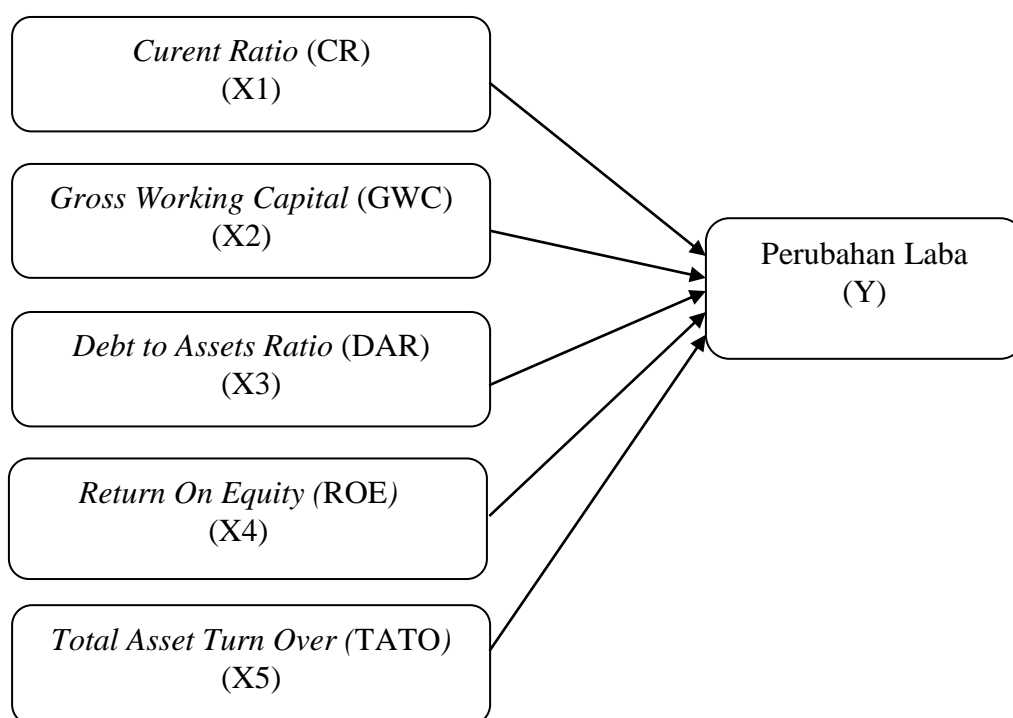 Curent Ratio (CR)
(X1)
Gross Working Capital (GWC)
(X2)
Debt to Assets Ratio (DAR)
(X3)
Return On Equity (ROE)
(X4)
Total Asset Turn Over (TATO)
(X5)
Perubahan Laba
(Y)